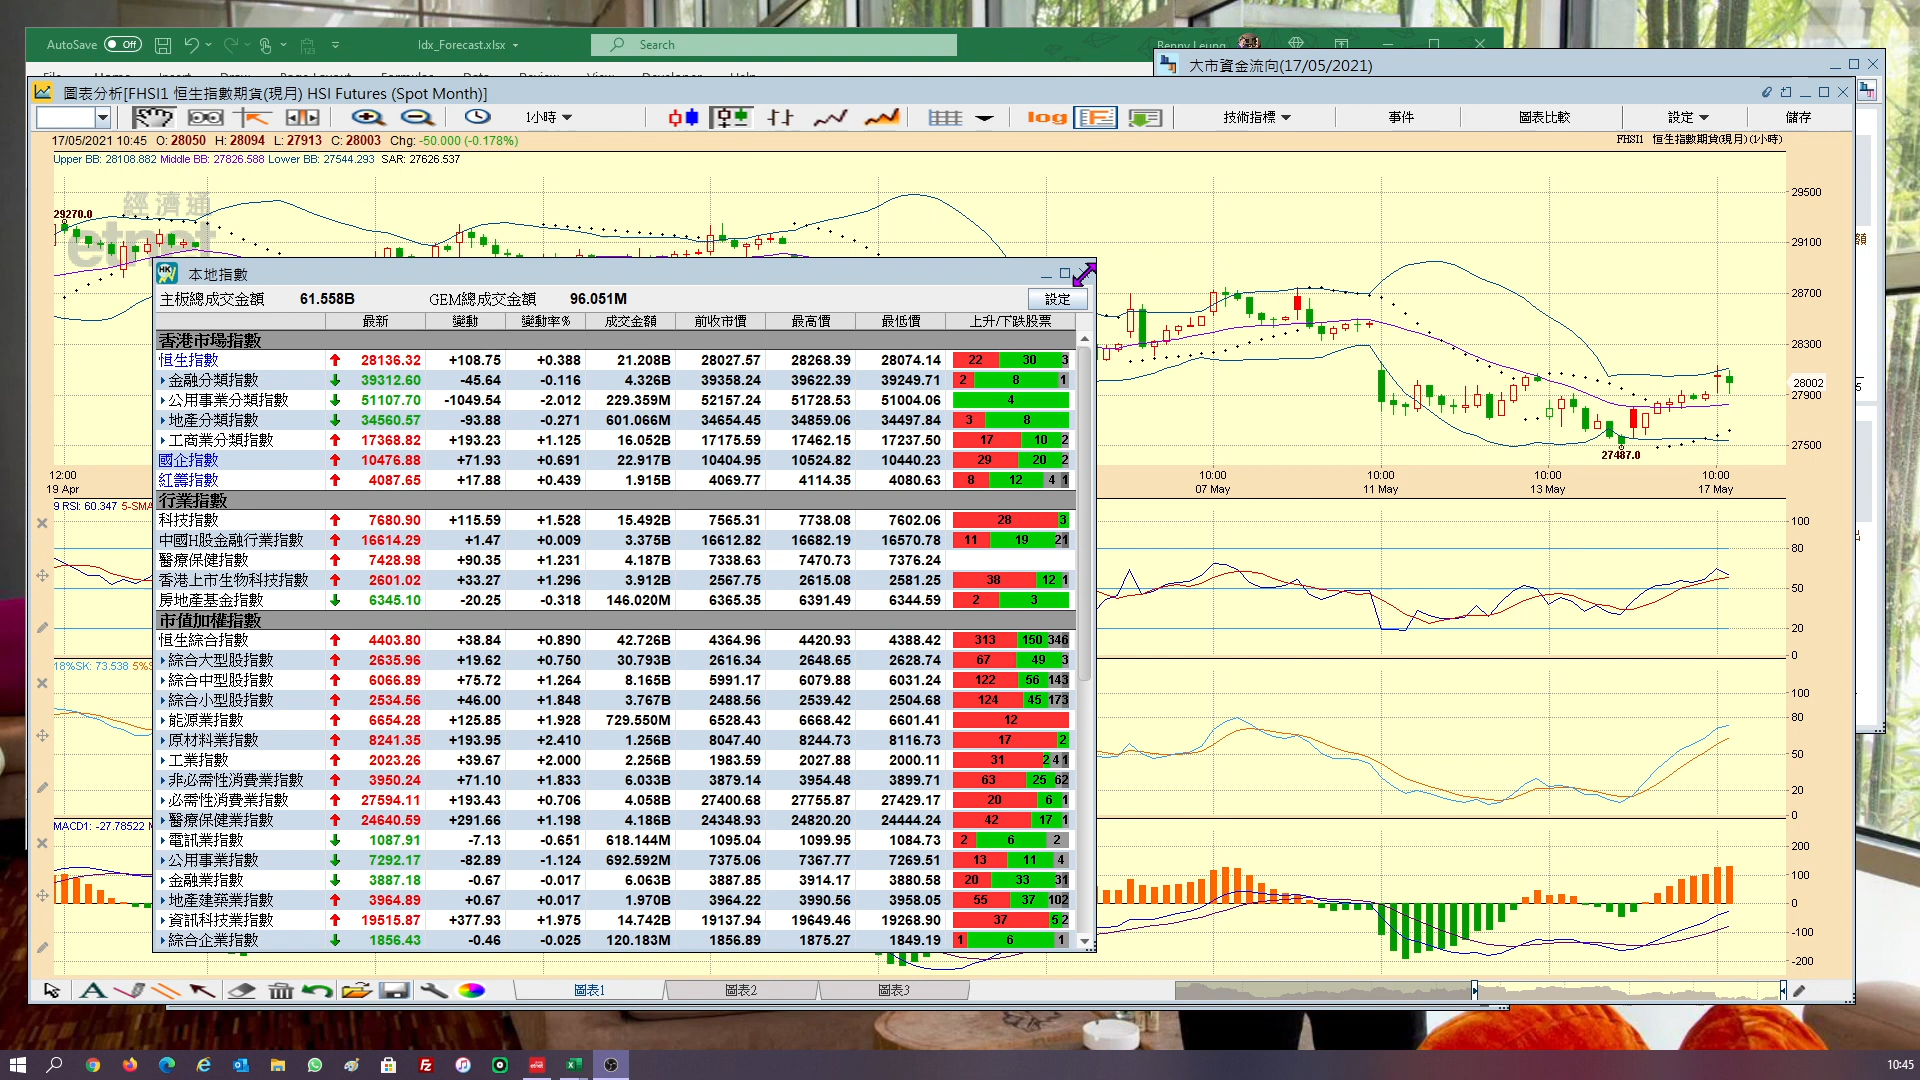 AutoSave Off Idx_Forecast.xlsx Search Benny Leung
大市資金流向(17/05/2021)
圖表分析[FHSI1 恒生指數期貨(現月) HSI Futures (Spot Month)]
1小時 log 技術指標 事件 圖表比較 設定 儲存
17/05/2021 10:45 O: 28050 H: 28094 L: 27913 C: 28003 Chg: -50.000 (-0.178%) FHSI1 恒生指數期貨(現月)(1小時)
Upper BB: 28108.882 Middle BB: 27826.588 Lower BB: 27544.293 SAR: 27626.537
經濟通
etnet
29270.0
29500
29100
28700
28300
28002
27900
27500
27487.0
12:00
19 Apr
10:00 10:00 10:00 10:00
07 May 11 May 13 May 17 May
9 RSI: 60.347 5-SMA
100
80
50
20
0
18%SK: 73.538 5%S
100
80
50
20
0
MACD1: -27.78522
200
100
0
-100
-200
本地指數
主板總成交金額 61.558B GEM總成交金額 96.051M 設定
最新 變動 變動率% 成交金額 前收市價 最高價 最低價 上升/下跌股票
香港市場指數
恒生指數 28136.32 +108.75 +0.388 21.208B 28027.57 28268.39 28074.14 22 30 3
金融分類指數 39312.60 -45.64 -0.116 4.326B 39358.24 39622.39 39249.71 2 8 1
公用事業分類指數 51107.70 -1049.54 -2.012 229.359M 52157.24 51728.53 51004.06 4
地產分類指數 34560.57 -93.88 -0.271 601.066M 34654.45 34859.06 34497.84 3 8
工商業分類指數 17368.82 +193.23 +1.125 16.052B 17175.59 17462.15 17237.50 17 10 2
國企指數 10476.88 +71.93 +0.691 22.917B 10404.95 10524.82 10440.23 29 20 2
紅籌指數 4087.65 +17.88 +0.439 1.915B 4069.77 4114.35 4080.63 8 12 4 1
行業指數
科技指數 7680.90 +115.59 +1.528 15.492B 7565.31 7738.08 7602.06 28 3
中國H股金融行業指數 16614.29 +1.47 +0.009 3.375B 16612.82 16682.19 16570.78 11 19 21
醫療保健指數 7428.98 +90.35 +1.231 4.187B 7338.63 7470.73 7376.24
香港上市生物科技指數 2601.02 +33.27 +1.296 3.912B 2567.75 2615.08 2581.25 38 12 1
房地產基金指數 6345.10 -20.25 -0.318 146.020M 6365.35 6391.49 6344.59 2 3
市值加權指數
恒生綜合指數 4403.80 +38.84 +0.890 42.726B 4364.96 4420.93 4388.42 313 150 346
綜合大型股指數 2635.96 +19.62 +0.750 30.793B 2616.34 2648.65 2628.74 67 49 3
綜合中型股指數 6066.89 +75.72 +1.264 8.165B 5991.17 6079.88 6031.24 122 56 143
綜合小型股指數 2534.56 +46.00 +1.848 3.767B 2488.56 2539.42 2504.68 124 45 173
能源業指數 6654.28 +125.85 +1.928 729.550M 6528.43 6668.42 6601.41 12
原材料業指數 8241.35 +193.95 +2.410 1.256B 8047.40 8244.73 8116.73 17 2
工業指數 2023.26 +39.67 +2.000 2.256B 1983.59 2027.88 2000.11 31 2 4 1
非必需性消費業指數 3950.24 +71.10 +1.833 6.033B 3879.14 3954.48 3899.71 63 25 62
必需性消費業指數 27594.11 +193.43 +0.706 4.058B 27400.68 27755.87 27429.17 20 6 1
醫療保健業指數 24640.59 +291.66 +1.198 4.186B 24348.93 24820.20 24444.24 42 17 1
電訊業指數 1087.91 -7.13 -0.651 618.144M 1095.04 1099.95 1084.73 2 6 2
公用事業指數 7292.17 -82.89 -1.124 692.592M 7375.06 7367.77 7269.51 13 11 4
金融業指數 3887.18 -0.67 -0.017 6.063B 3887.85 3914.17 3880.58 20 33 31
地產建築業指數 3964.89 +0.67 +0.017 1.970B 3964.22 3990.56 3958.05 55 37 102
資訊科技業指數 19515.87 +377.93 +1.975 14.742B 19137.94 19649.46 19268.90 37 5 2
綜合企業指數 1856.43 -0.46 -0.025 120.183M 1856.89 1875.27 1849.19 1 6 1
圖表1 圖表2 圖表3
10:45